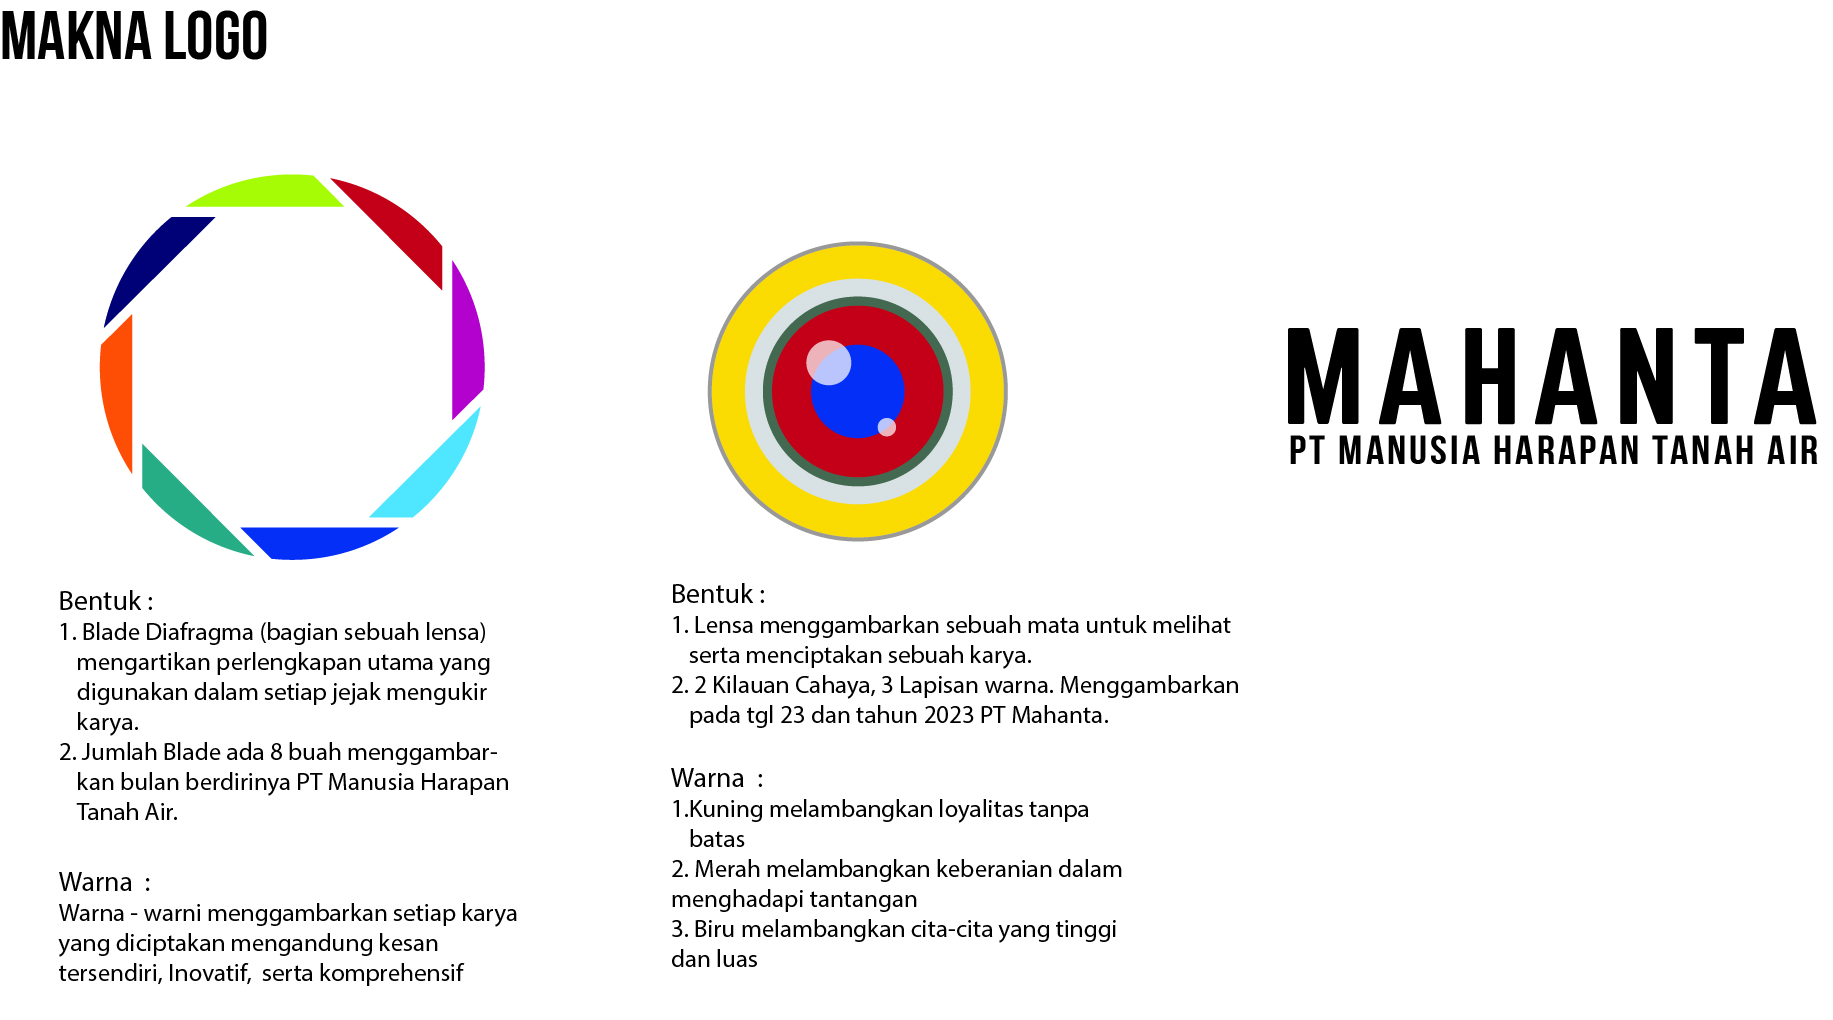 MAKNA LOGO
Bentuk :
1. Blade Diafragma (bagian sebuah lensa)
mengartikan perlengkapan utama yang
digunakan dalam setiap jejak mengukir
karya.
2. Jumlah Blade ada 8 buah menggambar-
kan bulan berdirinya PT Manusia Harapan
Tanah Air.
Warna :
Warna - warni menggambarkan setiap karya
yang diciptakan mengandung kesan
tersendiri, Inovatif, serta komprehensif
Bentuk :
1. Lensa menggambarkan sebuah mata untuk melihat
serta menciptakan sebuah karya.
2. 2 Kilauan Cahaya, 3 Lapisan warna. Menggambarkan
pada tgl 23 dan tahun 2023 PT Mahanta.
Warna :
1.Kuning melambangkan loyalitas tanpa
batas
2. Merah melambangkan keberanian dalam
menghadapi tantangan
3. Biru melambangkan cita-cita yang tinggi
dan luas
MAHANTA
PT MANUSIA HARAPAN TANAH AIR